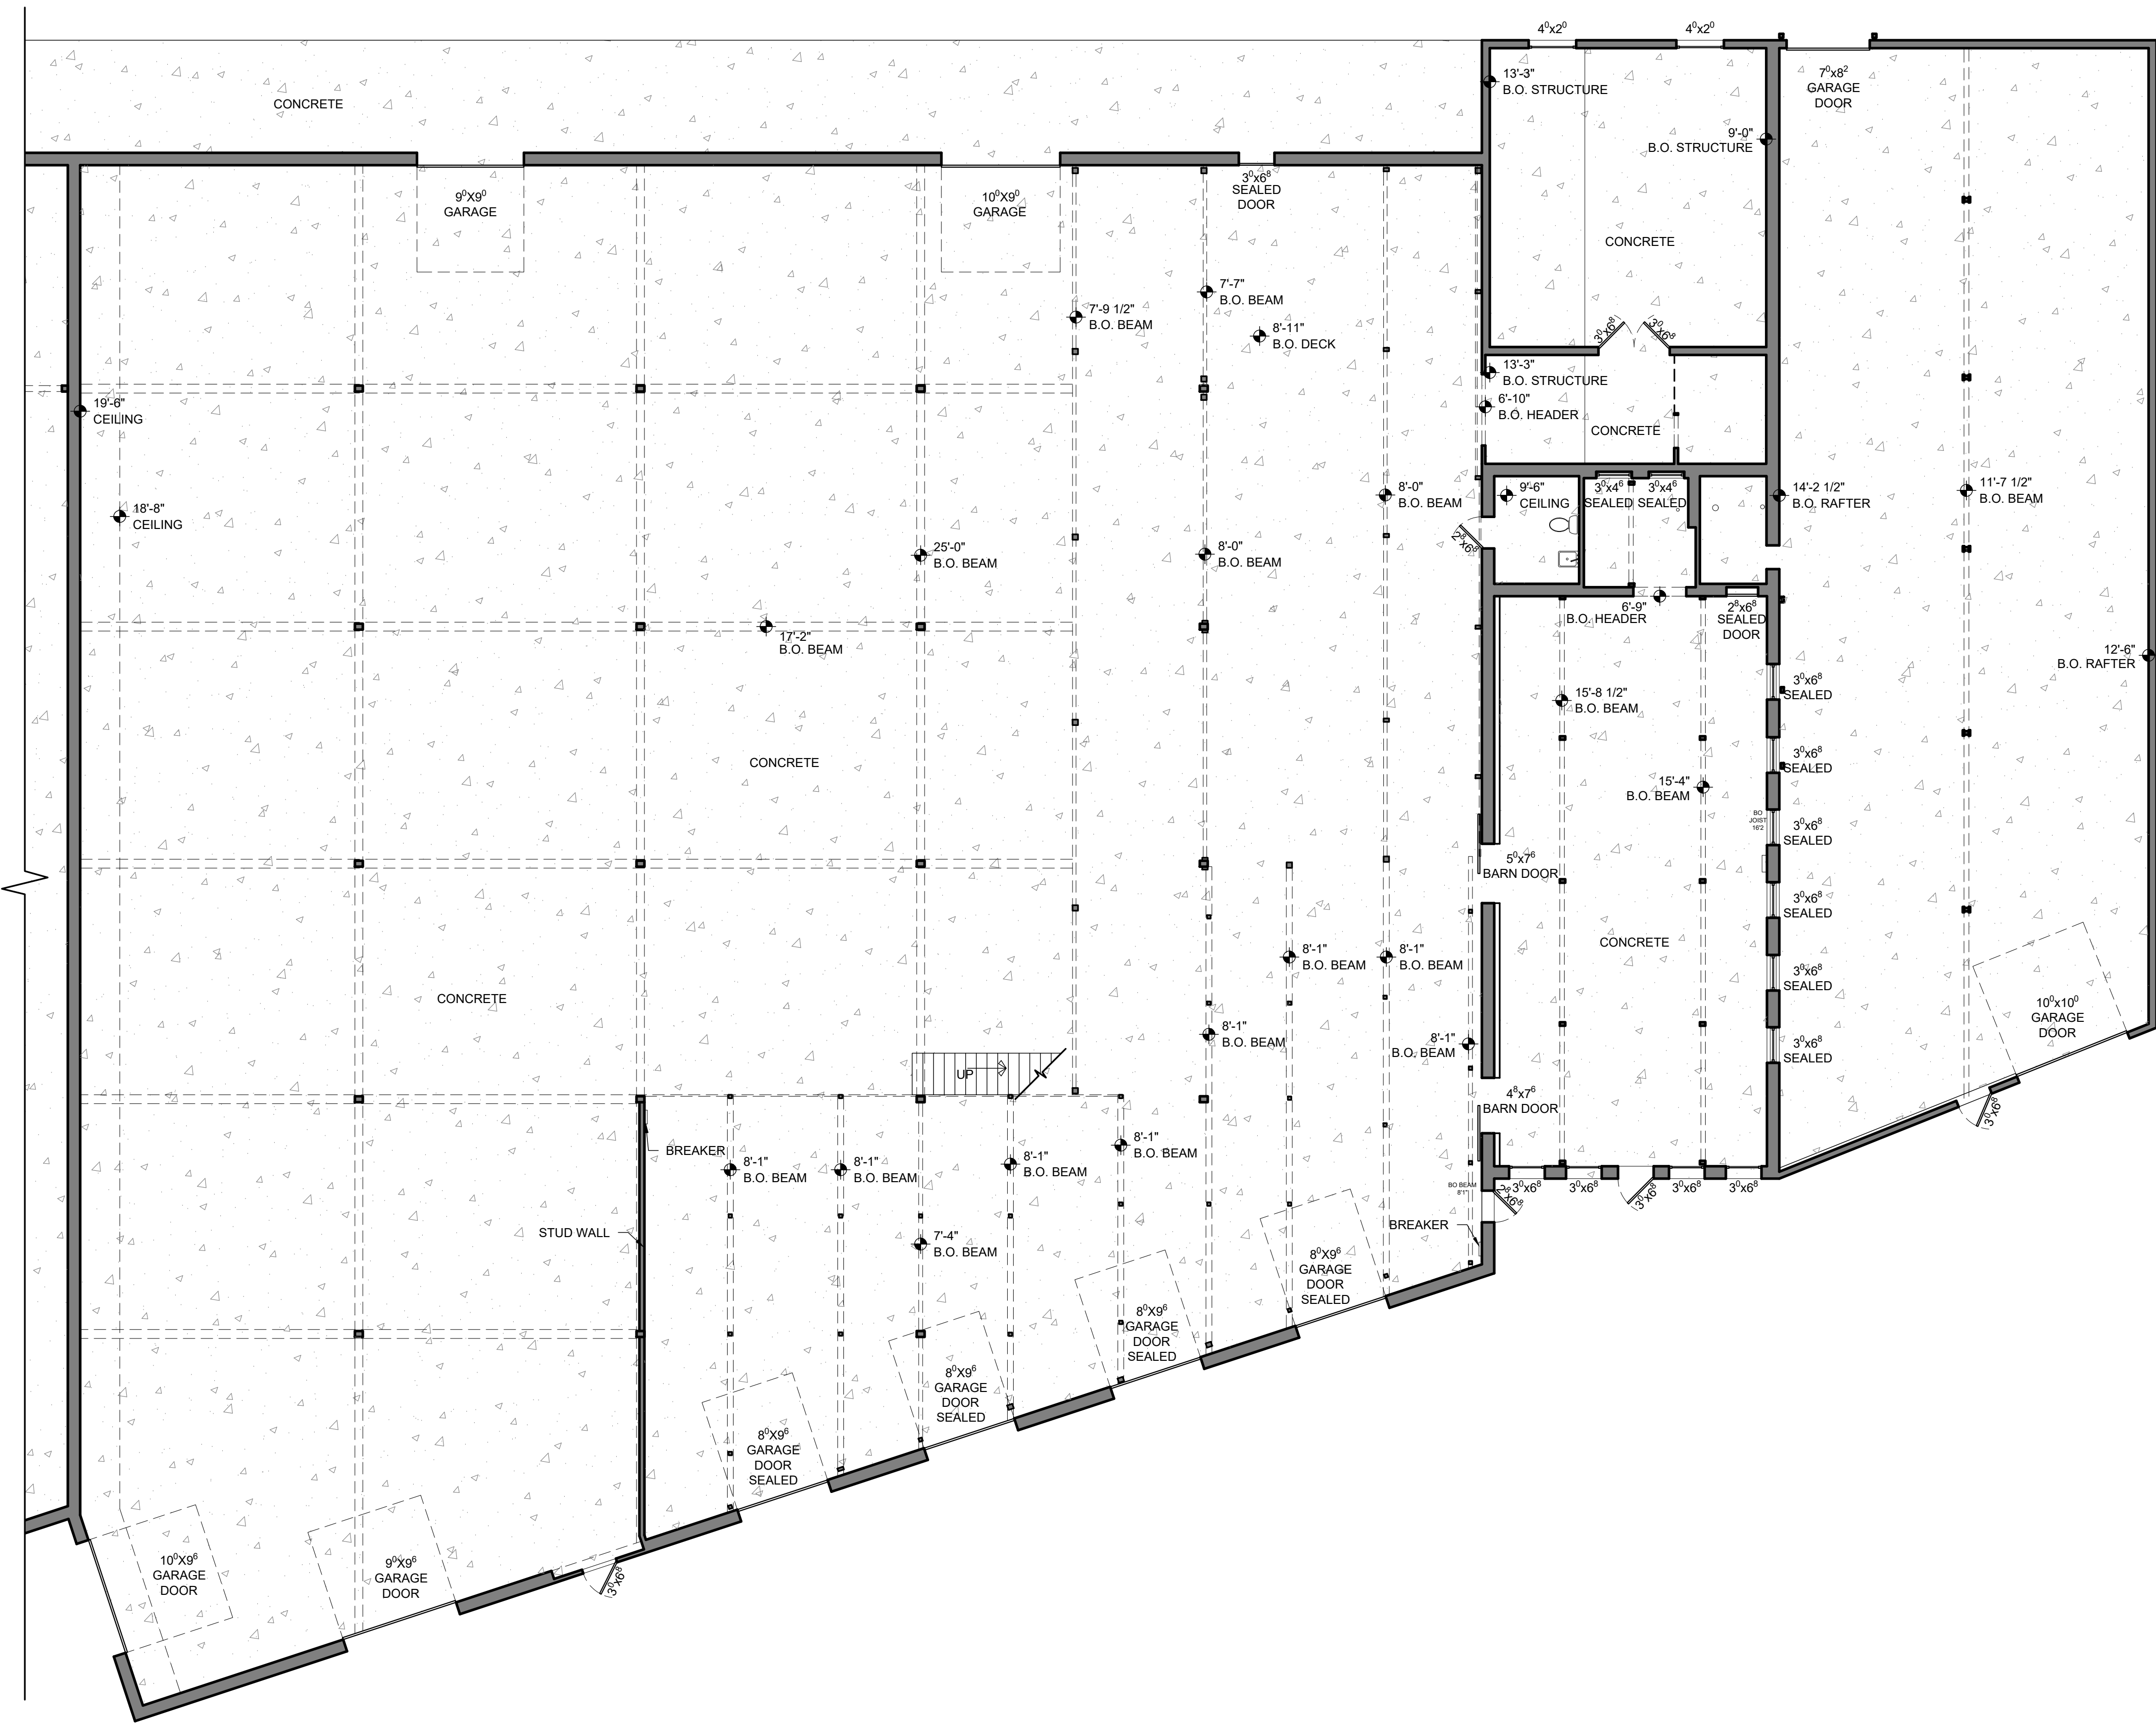 4⁰x2⁰
4⁰x2⁰
13'-3"
B.O. STRUCTURE
7⁰x8²
GARAGE
DOOR
CONCRETE
9'-0"
B.O. STRUCTURE
9⁰X9⁰
GARAGE
10⁰X9⁰
GARAGE
3⁰x6⁸
SEALED
DOOR
CONCRETE
7'-7"
B.O. BEAM
7'-9 1/2"
B.O. BEAM
8'-11"
B.O. DECK
3⁰x6⁸
3⁰x6⁸
13'-3"
B.O. STRUCTURE
6'-10"
B.O. HEADER
CONCRETE
19'-6"
CEILING
18'-8"
CEILING
8'-0"
B.O. BEAM
9'-6"
CEILING
3⁰x4⁶
SEALED
3⁰x4⁶
SEALED
14'-2 1/2"
B.O. RAFTER
11'-7 1/2"
B.O. BEAM
2⁸x6⁸
25'-0"
B.O. BEAM
8'-0"
B.O. BEAM
6'-9"
B.O. HEADER
2⁸x6⁸
SEALED
DOOR
17'-2"
B.O. BEAM
12'-6"
B.O. RAFTER
3⁰x6⁸
SEALED
15'-8 1/2"
B.O. BEAM
3⁰x6⁸
SEALED
CONCRETE
15'-4"
B.O. BEAM
BO
JOIST
16'2
3⁰x6⁸
SEALED
5⁰x7⁶
BARN DOOR
3⁰x6⁸
SEALED
CONCRETE
8'-1"
B.O. BEAM
8'-1"
B.O. BEAM
3⁰x6⁸
SEALED
CONCRETE
10⁰x10⁰
GARAGE
DOOR
8'-1"
B.O. BEAM
8'-1"
B.O. BEAM
3⁰x6⁸
SEALED
UP
4⁸x7⁶
BARN DOOR
3⁰x6⁸
BREAKER
8'-1"
B.O. BEAM
8'-1"
B.O. BEAM
8'-1"
B.O. BEAM
8'-1"
B.O. BEAM
BO BEAM
8'1"
2⁸x6⁸
3⁰x6⁸
3⁰x6⁸
3⁰x6⁸
3⁰x6⁸
3⁰x6⁸
STUD WALL
7'-4"
B.O. BEAM
BREAKER
8⁰X9⁶
GARAGE
DOOR
SEALED
8⁰X9⁶
GARAGE
DOOR
SEALED
8⁰X9⁶
GARAGE
DOOR
SEALED
8⁰X9⁶
GARAGE
DOOR
SEALED
10⁰X9⁶
GARAGE
DOOR
9⁰X9⁶
GARAGE
DOOR
3⁰x6⁸